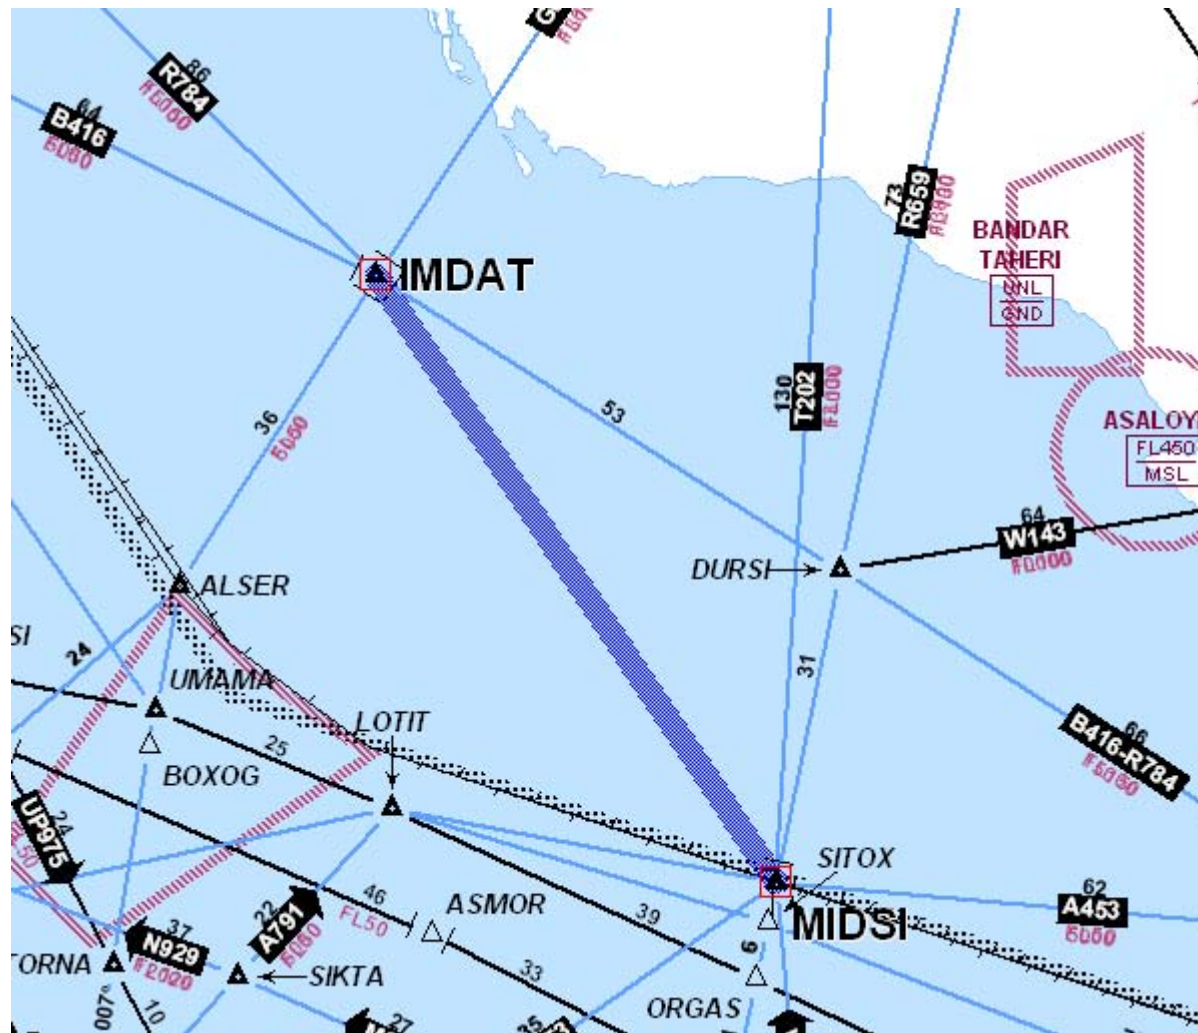 86
R784
64
B416
IMDAT
73
R659
BANDAR
TAHERI
UNL
GND
130
T202
53
36
ASALOY
FL450
MSL
64
W143
DURSI
ALSER
SI
24
31
UMAMA
LOTIT
25
BOXOG
66
B416-R784
24
UP975
SITOX
62
A453
MIDSI
46
FL50
ASMOR
39
22
A791
37
N929
TORNA
SIKTA
33
6
ORGAS
007°
10
27
35